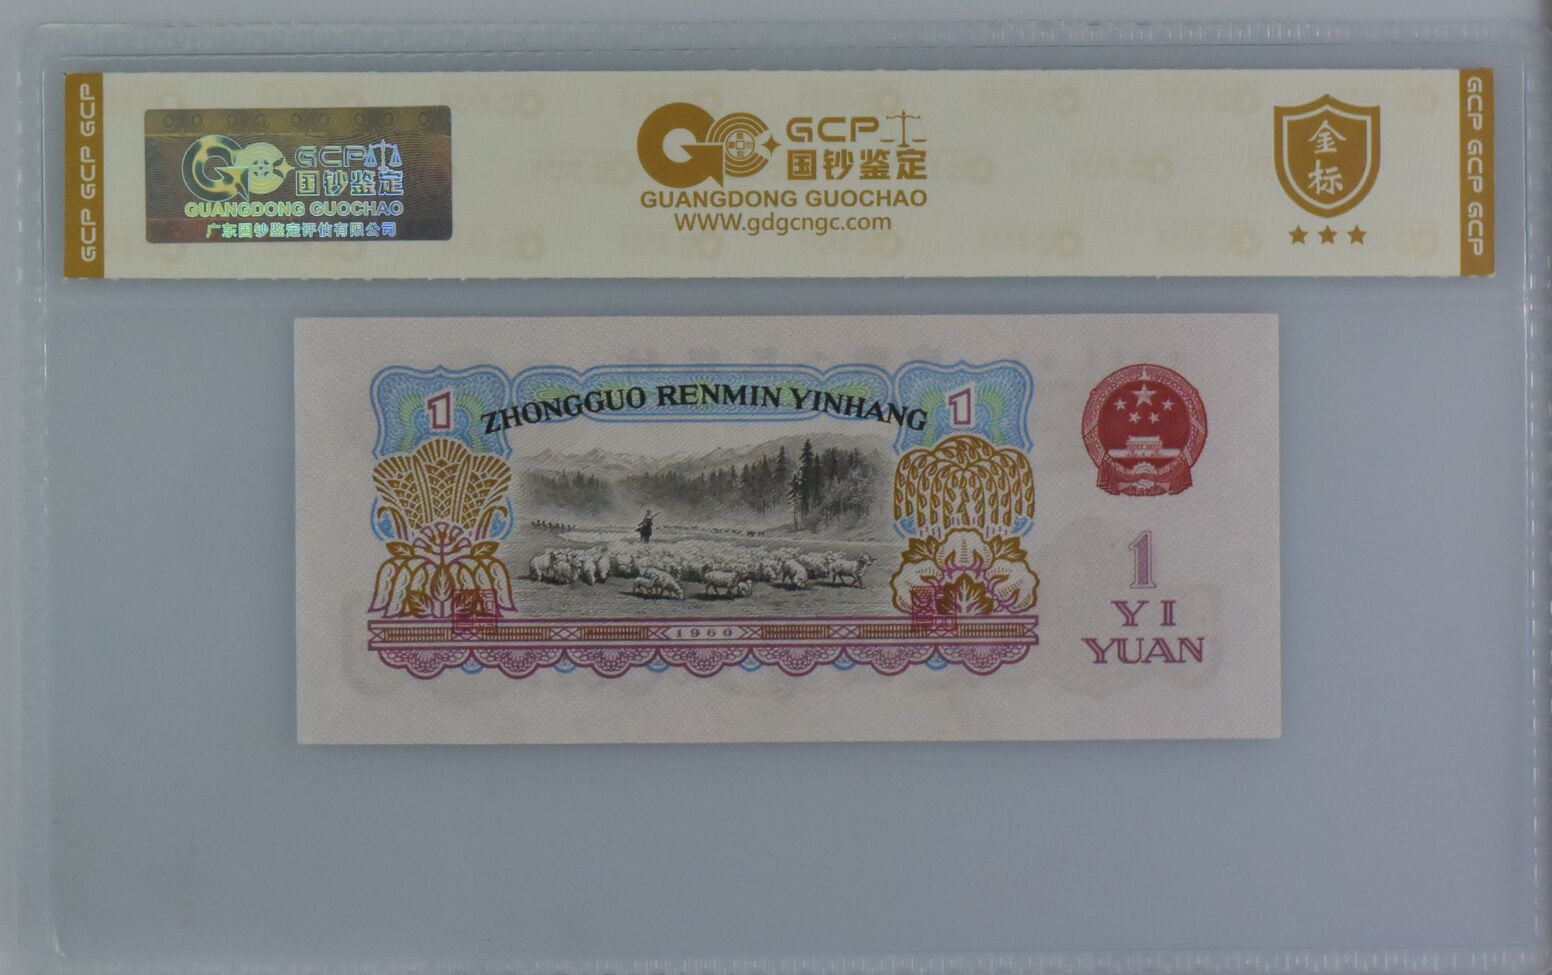 GCP GCP GCP
GCP
国钞鉴定
GUANGDONG GUOCHAO
广东国钞鉴定评估有限公司
GCP
国钞鉴定
GUANGDONG GUOCHAO
WWW.gdgcngc.com
金
标
GCP GCP GCP
1
ZHONGGUO RENMIN YINHANG
1
1960
1
YI
YUAN